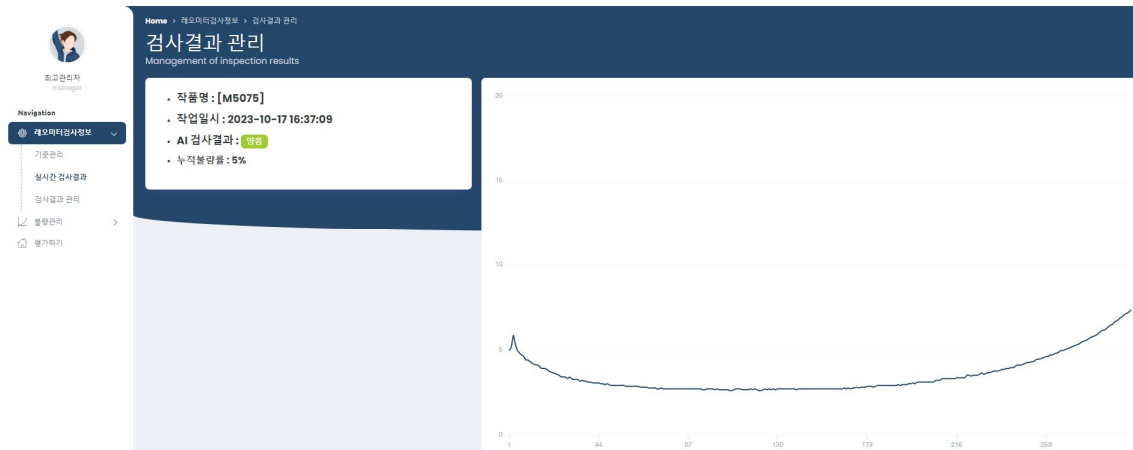 최고관리자
manager
Navigation
레오미터검사정보
기준관리
실시간 검사결과
검사결과 관리
불량관리
평가하기
Home > 레오미터검사정보 > 검사결과 관리
검사결과 관리
Management of inspection results
• 작품명 : [M5075]
• 작업일시 : 2023-10-17 16:37:09
• AI 검사결과 : 양품
• 누적불량률 : 5%
20
15
10
5
0
1 44 87 130 173 216 259